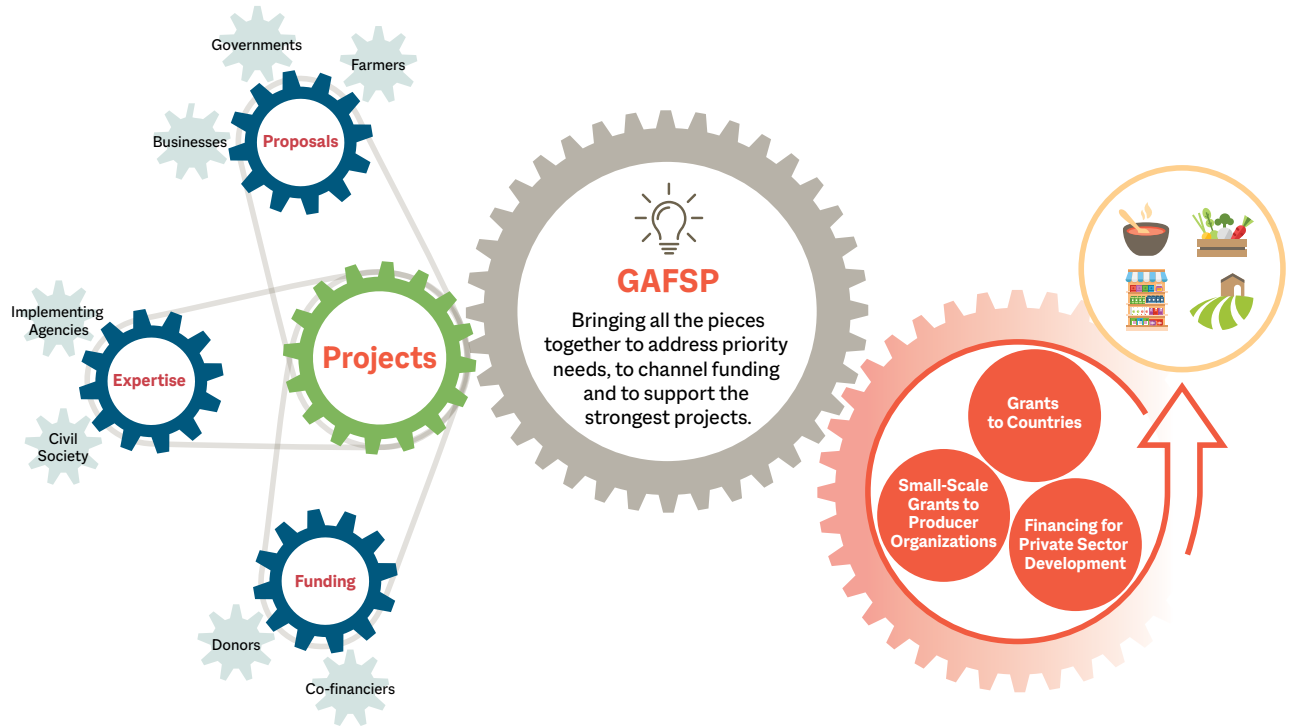 Governments
Farmers
Businesses
Proposals
Implementing
Agencies
Expertise
Civil
Society
Projects
Funding
Donors
Co-financiers
GAFSP
Bringing all the pieces
together to address priority
needs, to channel funding
and to support the
strongest projects.
Grants
to Countries
Small-Scale
Grants to
Producer
Organizations
Financing for
Private Sector
Development